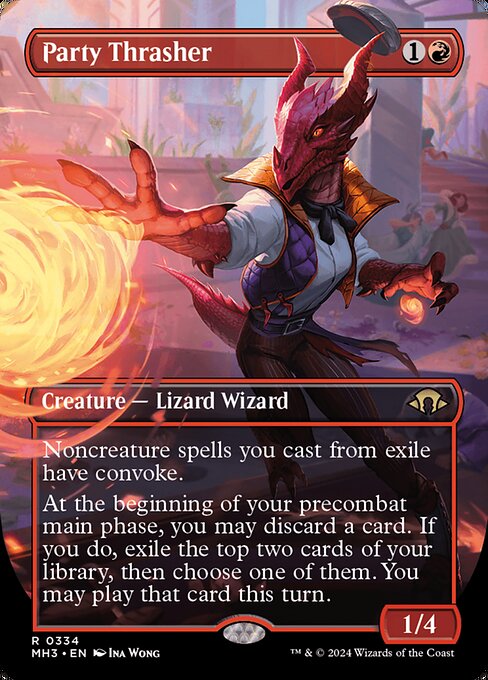 Party Thrasher 1
Creature — Lizard Wizard
Noncreature spells you cast from exile
have convoke.
At the beginning of your precombat
main phase, you may discard a card. If
you do, exile the top two cards of your
library, then choose one of them. You
may play that card this turn.
1/4
R 0334
MH3 • EN Ina Wong ™ & © 2024 Wizards of the Coast